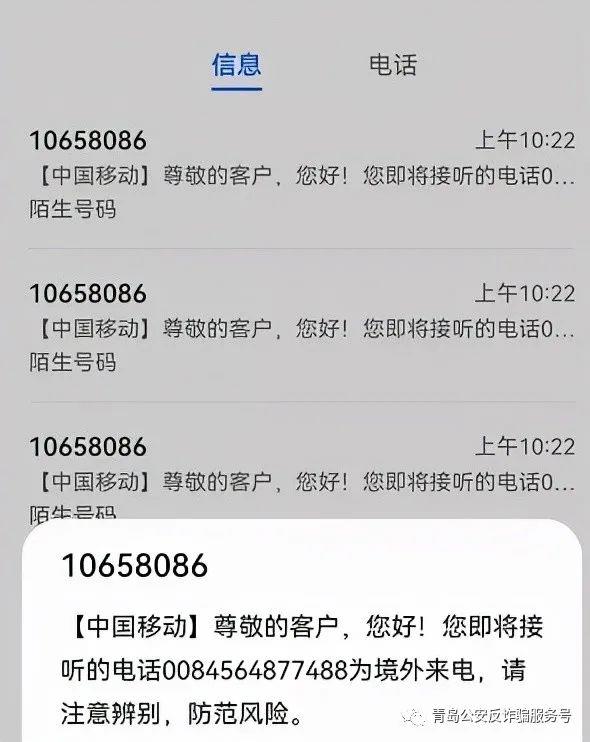 信息 电话
10658086 上午10:22
【中国移动】尊敬的客户，您好！您即将接听的电话0...
陌生号码
10658086 上午10:22
【中国移动】尊敬的客户，您好！您即将接听的电话0...
陌生号码
10658086 上午10:22
【中国移动】尊敬的客户，您好！您即将接听的电话0...
陌生号码
10658086
【中国移动】尊敬的客户，您好！您即将接
听的电话0084564877488为境外来电，请
注意辨别，防范风险。
青岛公安反诈骗服务号